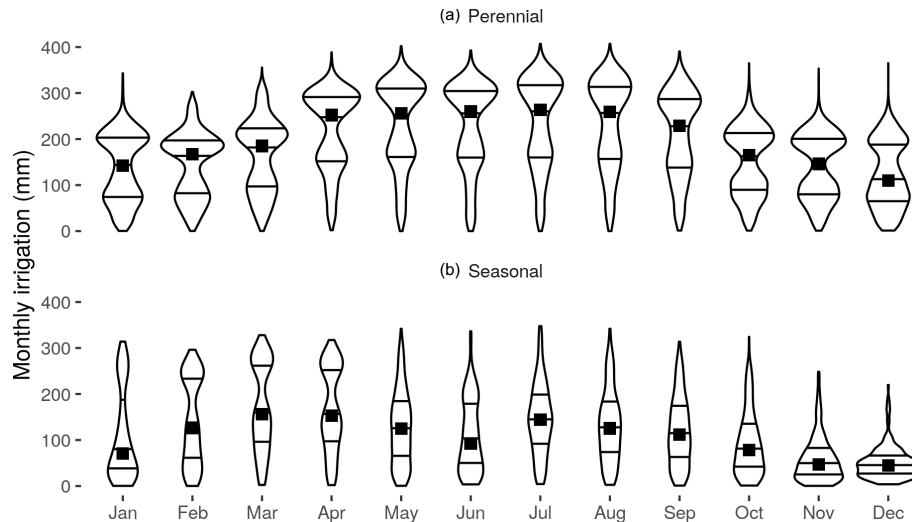 (a) Perennial
400
300
200
100
0
(b) Seasonal
400
300
200
100
0
Monthly irrigation (mm)
Jan Feb Mar Apr May Jun Jul Aug Sep Oct Nov Dec